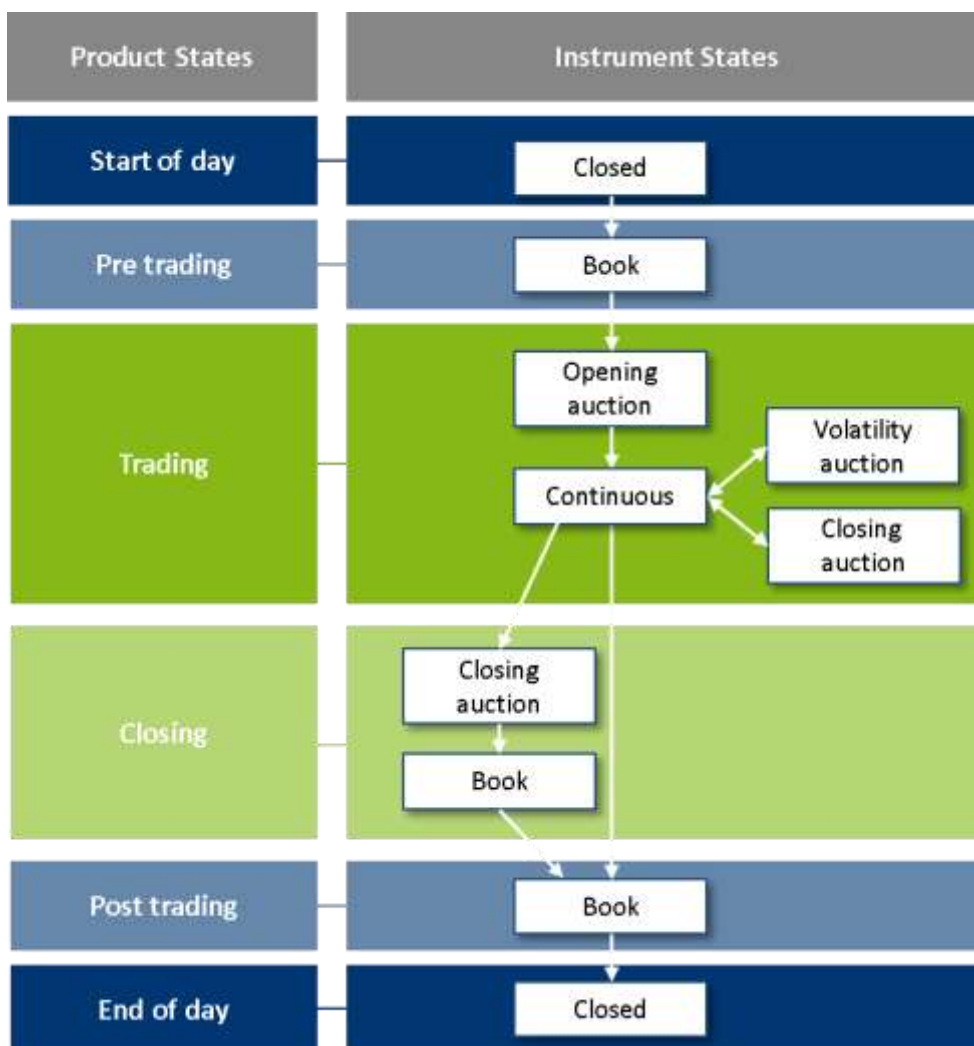 Product States
Instrument States
Start of day
Closed
Pre trading
Book
Trading
Opening
auction
Volatility
auction
Continuous
Closing
auction
Closing
Closing
auction
Book
Post trading
Book
End of day
Closed